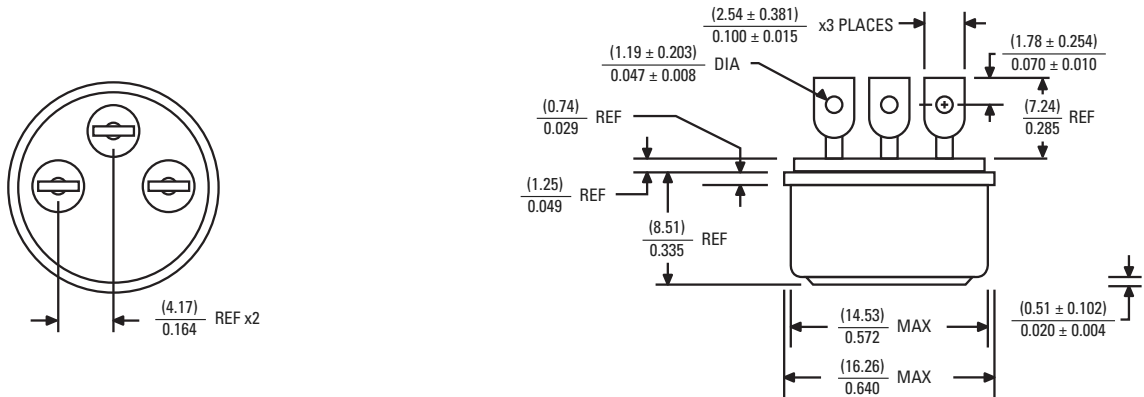 (2.54 ± 0.381)
0.100 ± 0.015
x3 PLACES
(1.19 ± 0.203)
0.047 ± 0.008
DIA
(1.78 ± 0.254)
0.070 ± 0.010
(0.74)
0.029
REF
(7.24)
0.285
REF
(1.25)
0.049
REF
(8.51)
0.335
REF
(4.17)
0.164
REF x2
(0.51 ± 0.102)
0.020 ± 0.004
(14.53)
0.572
MAX
(16.26)
0.640
MAX